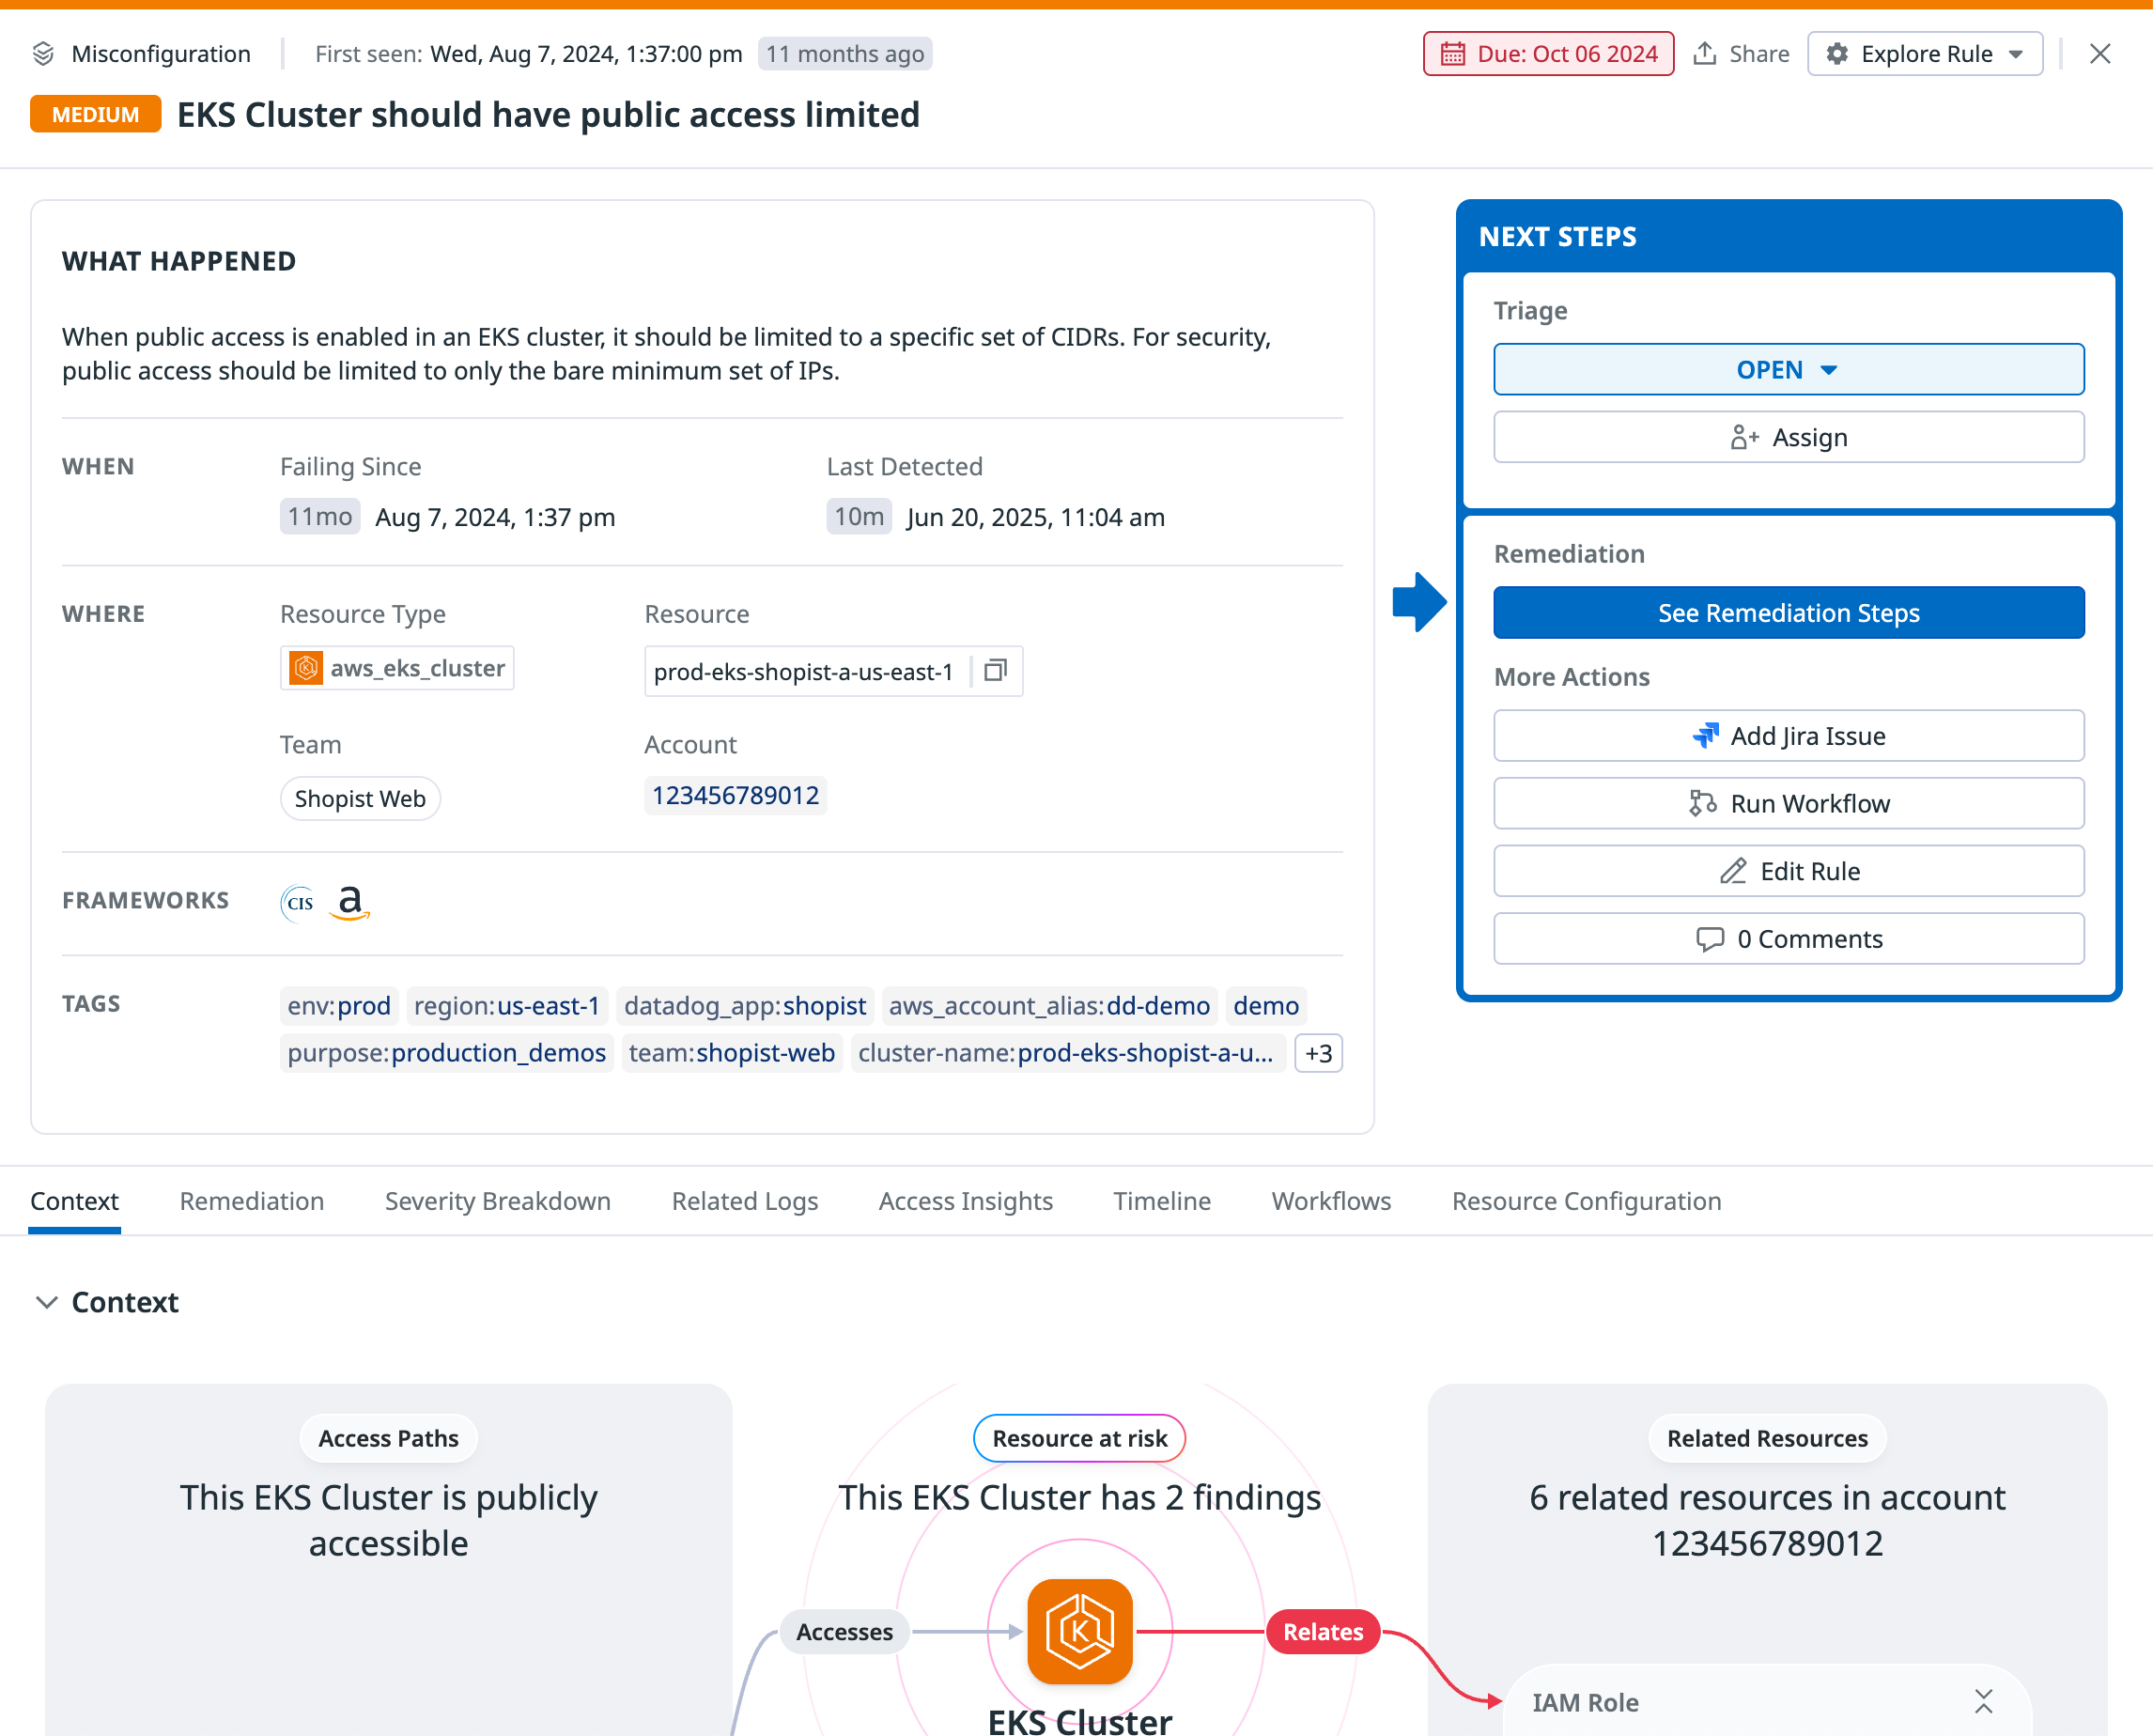 Misconfiguration
First seen: Wed, Aug 7, 2024, 1:37:00 pm 11 months ago
Due: Oct 06 2024
Share
Explore Rule
MEDIUM EKS Cluster should have public access limited
WHAT HAPPENED
When public access is enabled in an EKS cluster, it should be limited to a specific set of CIDRs. For security,
public access should be limited to only the bare minimum set of IPs.
WHEN
Failing Since
11mo Aug 7, 2024, 1:37 pm
Last Detected
10m Jun 20, 2025, 11:04 am
WHERE
Resource Type
aws_eks_cluster
Resource
prod-eks-shopist-a-us-east-1
Team
Shopist Web
Account
123456789012
FRAMEWORKS
CIS a
TAGS
env:prod region:us-east-1 datadog_app:shopist aws_account_alias:dd-demo demo
purpose:production_demos team:shopist-web cluster-name:prod-eks-shopist-a-u... +3
NEXT STEPS
Triage
OPEN
Assign
Remediation
See Remediation Steps
More Actions
Add Jira Issue
Run Workflow
Edit Rule
0 Comments
Context Remediation Severity Breakdown Related Logs Access Insights Timeline Workflows Resource Configuration
Context
Access Paths
This EKS Cluster is publicly
accessible
Accesses
Resource at risk
This EKS Cluster has 2 findings
K
EKS Cluster
Relates
Related Resources
6 related resources in account
123456789012
IAM Role